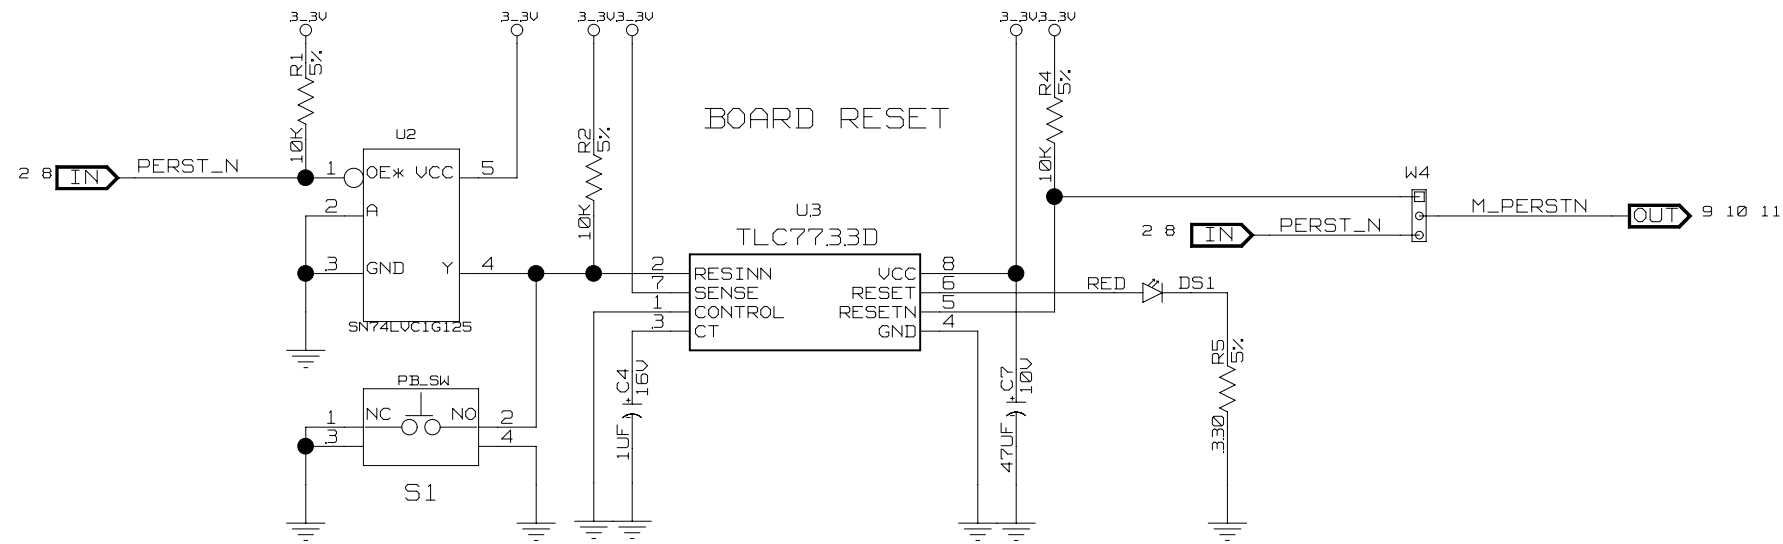 3_3V
3_3V
3_3V
3_3V
3_3V
3_3V
R1
5%
10K
R2
5%
10K
R4
5%
10K
BOARD RESET
U2
2 8 IN PERST_N
1 OE* VCC 5
2 A
3 GND Y 4
SN74LVC1G125
U3
TLC7733D
2 RESINN VCC 8
7 SENSE RESET 6
1 CONTROL RESETN 5
3 CT GND 4
W4
M_PERSTN OUT 9 10 11
2 8 IN PERST_N
RED DS1
R5
5%
330
C4
16V
1UF
C7
10V
47UF
PB_SW
1 NC NO 2
3 4
S1